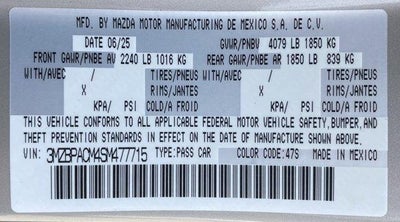 MFD. BY MAZDA MOTOR MANUFACTURING DE MEXICO S.A. DE C.V.
DATE 06/25 GVWR/PNBV 4079 LB 1850 KG
FRONT GAWR/PNBE AV 2240 LB 1016 KG REAR GAWR/PNBE AR 1850 LB 839 KG
WITH/AVEC / TIRES/PNEUS WITH/AVEC / TIRES/PNEUS
X RIMS/JANTES X RIMS/JANTES
KPA/ PSI COLD/A FROID KPA/ PSI COLD/A FROID
THIS VEHICLE CONFORMS TO ALL APPLICABLE FEDERAL MOTOR VEHICLE SAFETY, BUMPER, AND
THEFT PREVENTION STANDARDS IN EFFECT ON THE DATE OF MANUFACTURE SHOWN ABOVE.
VIN: 3MZBPACM4SM477715 TYPE:PASS CAR COLOR CODE:47S MADE IN MEXICO